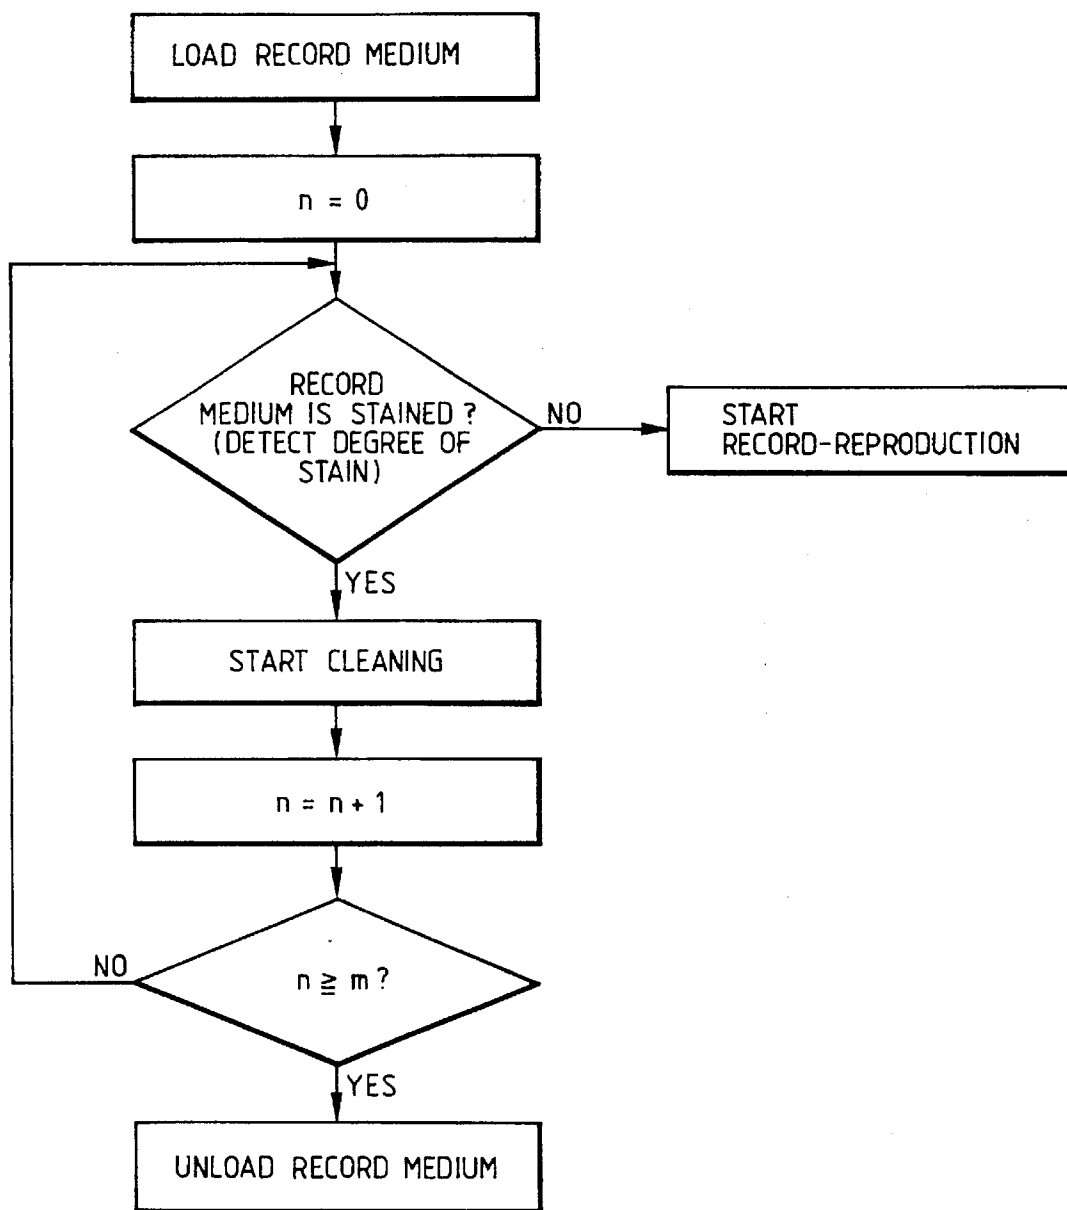 LOAD RECORD MEDIUM
n = 0
RECORD
MEDIUM IS STAINED ?
(DETECT DEGREE OF
STAIN)
NO
START
RECORD-REPRODUCTION
YES
START CLEANING
n = n + 1
NO
n ≧ m ?
YES
UNLOAD RECORD MEDIUM